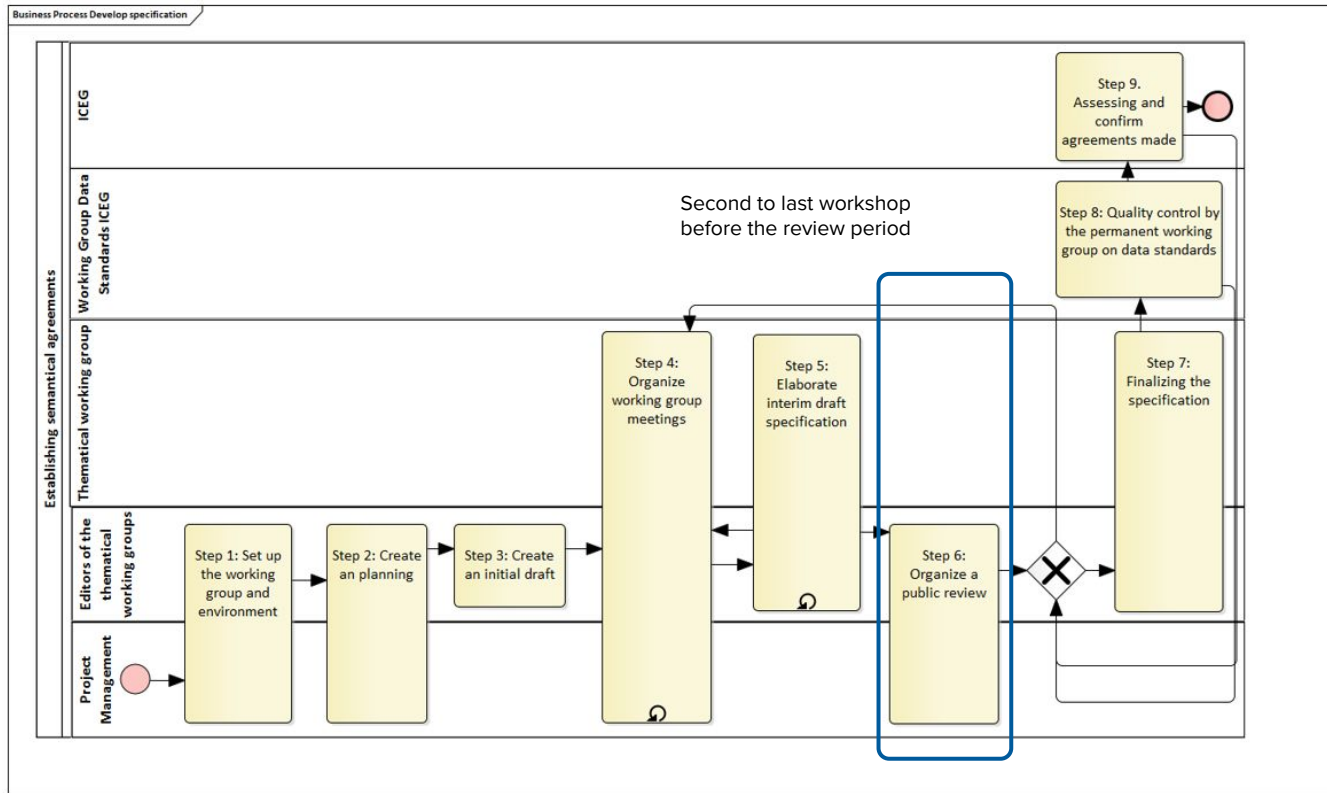 Business Process Develop specification
Establishing semantical agreements
ICEG
Step 9.
Assessing and
confirm
agreements made
Working Group Data
Standards ICEG
Second to last workshop
before the review period
Step 8: Quality control by
the permanent working
group on data standards
Thematical working group
Step 4:
Organize
working group
meetings
Step 5:
Elaborate
interim draft
specification
Step 7:
Finalizing the
specification
Editors of the
thematical
working groups
Step 1: Set up
the working
group and
environment
Step 2: Create
an planning
Step 3: Create
an initial draft
Step 6:
Organize a
public review
Project
Management